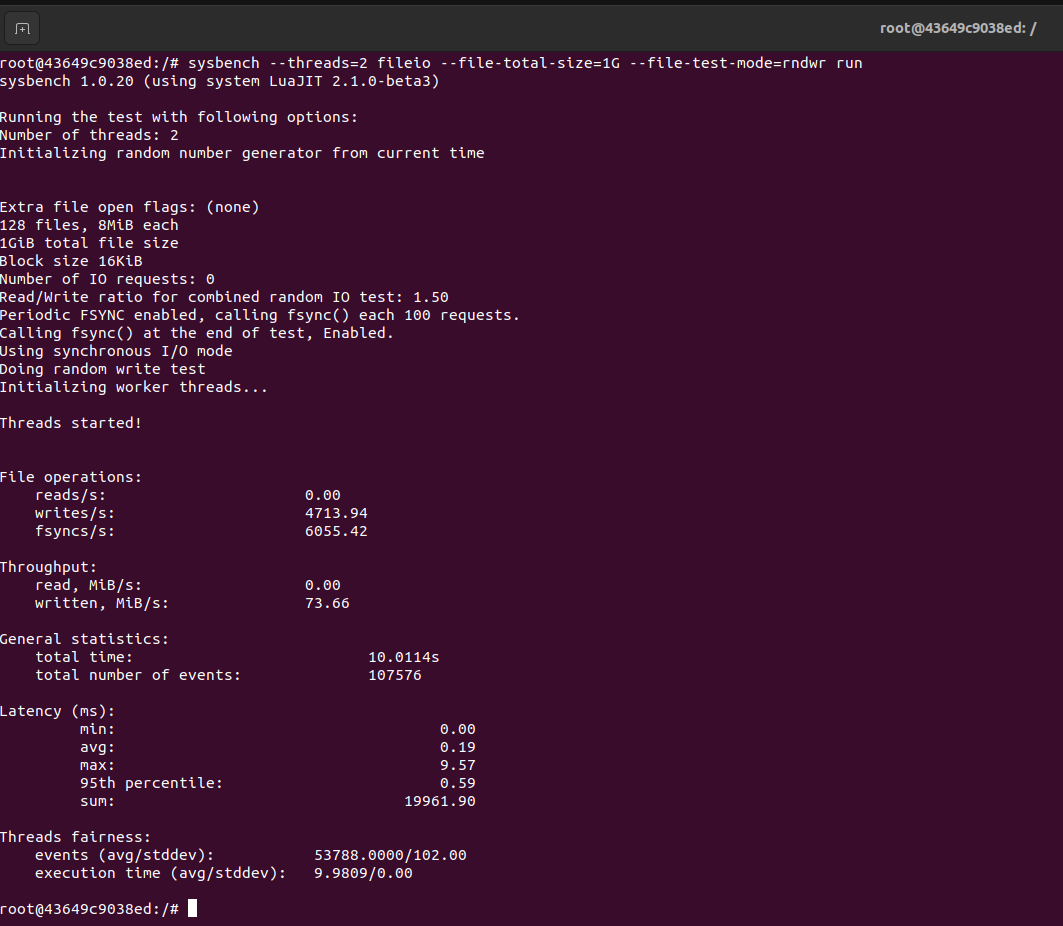 root@43649c9038ed: /
root@43649c9038ed:/# sysbench --threads=2 fileio --file-total-size=1G --file-test-mode=rndwr run
sysbench 1.0.20 (using system LuaJIT 2.1.0-beta3)
Running the test with following options:
Number of threads: 2
Initializing random number generator from current time
Extra file open flags: (none)
128 files, 8MiB each
1GiB total file size
Block size 16KiB
Number of IO requests: 0
Read/Write ratio for combined random IO test: 1.50
Periodic FSYNC enabled, calling fsync() each 100 requests.
Calling fsync() at the end of test, Enabled.
Using synchronous I/O mode
Doing random write test
Initializing worker threads...
Threads started!
File operations:
reads/s: 0.00
writes/s: 4713.94
fsyncs/s: 6055.42
Throughput:
read, MiB/s: 0.00
written, MiB/s: 73.66
General statistics:
total time: 10.0114s
total number of events: 107576
Latency (ms):
min: 0.00
avg: 0.19
max: 9.57
95th percentile: 0.59
sum: 19961.90
Threads fairness:
events (avg/stddev): 53788.0000/102.00
execution time (avg/stddev): 9.9809/0.00
root@43649c9038ed:/#